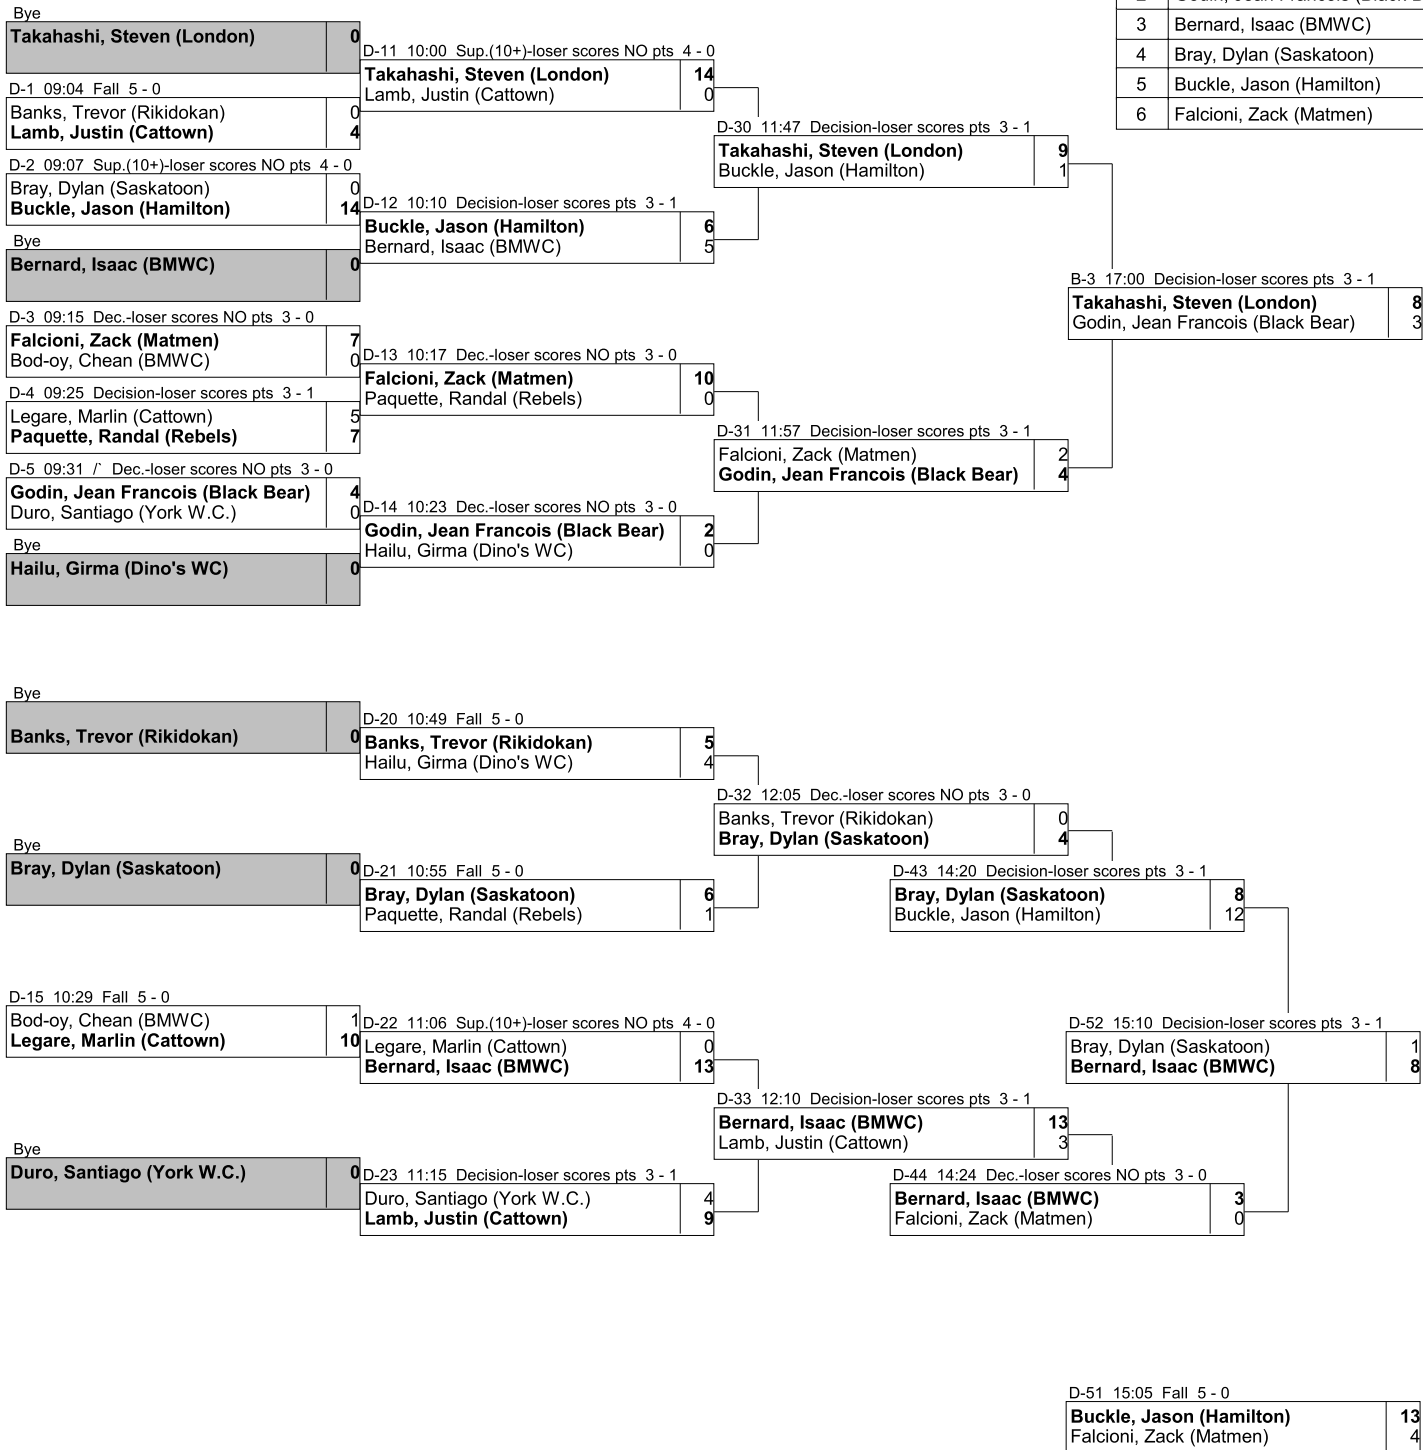 Bye
Takahashi, Steven (London) 0
D-1 09:04 Fall 5 - 0
Banks, Trevor (Rikidokan) 0
Lamb, Justin (Cattown) 4
D-2 09:07 Sup.(10+)-loser scores NO pts 4 - 0
Bray, Dylan (Saskatoon) 0
Buckle, Jason (Hamilton) 14
Bye
Bernard, Isaac (BMWC) 0
D-3 09:15 Dec.-loser scores NO pts 3 - 0
Falcioni, Zack (Matmen) 7
Bod-oy, Chean (BMWC) 0
D-4 09:25 Decision-loser scores pts 3 - 1
Legare, Marlin (Cattown) 5
Paquette, Randal (Rebels) 7
D-5 09:31 /` Dec.-loser scores NO pts 3 - 0
Godin, Jean Francois (Black Bear) 4
Duro, Santiago (York W.C.) 0
Bye
Hailu, Girma (Dino's WC) 0
D-11 10:00 Sup.(10+)-loser scores NO pts 4 - 0
Takahashi, Steven (London) 14
Lamb, Justin (Cattown) 0
D-12 10:10 Decision-loser scores pts 3 - 1
Buckle, Jason (Hamilton) 6
Bernard, Isaac (BMWC) 5
D-13 10:17 Dec.-loser scores NO pts 3 - 0
Falcioni, Zack (Matmen) 10
Paquette, Randal (Rebels) 0
D-14 10:23 Dec.-loser scores NO pts 3 - 0
Godin, Jean Francois (Black Bear) 2
Hailu, Girma (Dino's WC) 0
D-30 11:47 Decision-loser scores pts 3 - 1
Takahashi, Steven (London) 9
Buckle, Jason (Hamilton) 1
D-31 11:57 Decision-loser scores pts 3 - 1
Falcioni, Zack (Matmen) 2
Godin, Jean Francois (Black Bear) 4
3 Bernard, Isaac (BMWC)
4 Bray, Dylan (Saskatoon)
5 Buckle, Jason (Hamilton)
6 Falcioni, Zack (Matmen)
B-3 17:00 Decision-loser scores pts 3 - 1
Takahashi, Steven (London) 8
Godin, Jean Francois (Black Bear) 3
Bye
Banks, Trevor (Rikidokan) 0
Bye
Bray, Dylan (Saskatoon) 0
D-15 10:29 Fall 5 - 0
Bod-oy, Chean (BMWC) 1
Legare, Marlin (Cattown) 10
Bye
Duro, Santiago (York W.C.) 0
D-20 10:49 Fall 5 - 0
Banks, Trevor (Rikidokan) 5
Hailu, Girma (Dino's WC) 4
D-21 10:55 Fall 5 - 0
Bray, Dylan (Saskatoon) 6
Paquette, Randal (Rebels) 1
D-22 11:06 Sup.(10+)-loser scores NO pts 4 - 0
Legare, Marlin (Cattown) 0
Bernard, Isaac (BMWC) 13
D-23 11:15 Decision-loser scores pts 3 - 1
Duro, Santiago (York W.C.) 4
Lamb, Justin (Cattown) 9
D-32 12:05 Dec.-loser scores NO pts 3 - 0
Banks, Trevor (Rikidokan) 0
Bray, Dylan (Saskatoon) 4
D-33 12:10 Decision-loser scores pts 3 - 1
Bernard, Isaac (BMWC) 13
Lamb, Justin (Cattown) 3
D-43 14:20 Decision-loser scores pts 3 - 1
Bray, Dylan (Saskatoon) 8
Buckle, Jason (Hamilton) 12
D-44 14:24 Dec.-loser scores NO pts 3 - 0
Bernard, Isaac (BMWC) 3
Falcioni, Zack (Matmen) 0
D-52 15:10 Decision-loser scores pts 3 - 1
Bray, Dylan (Saskatoon) 1
Bernard, Isaac (BMWC) 8
D-51 15:05 Fall 5 - 0
Buckle, Jason (Hamilton) 13
Falcioni, Zack (Matmen) 4